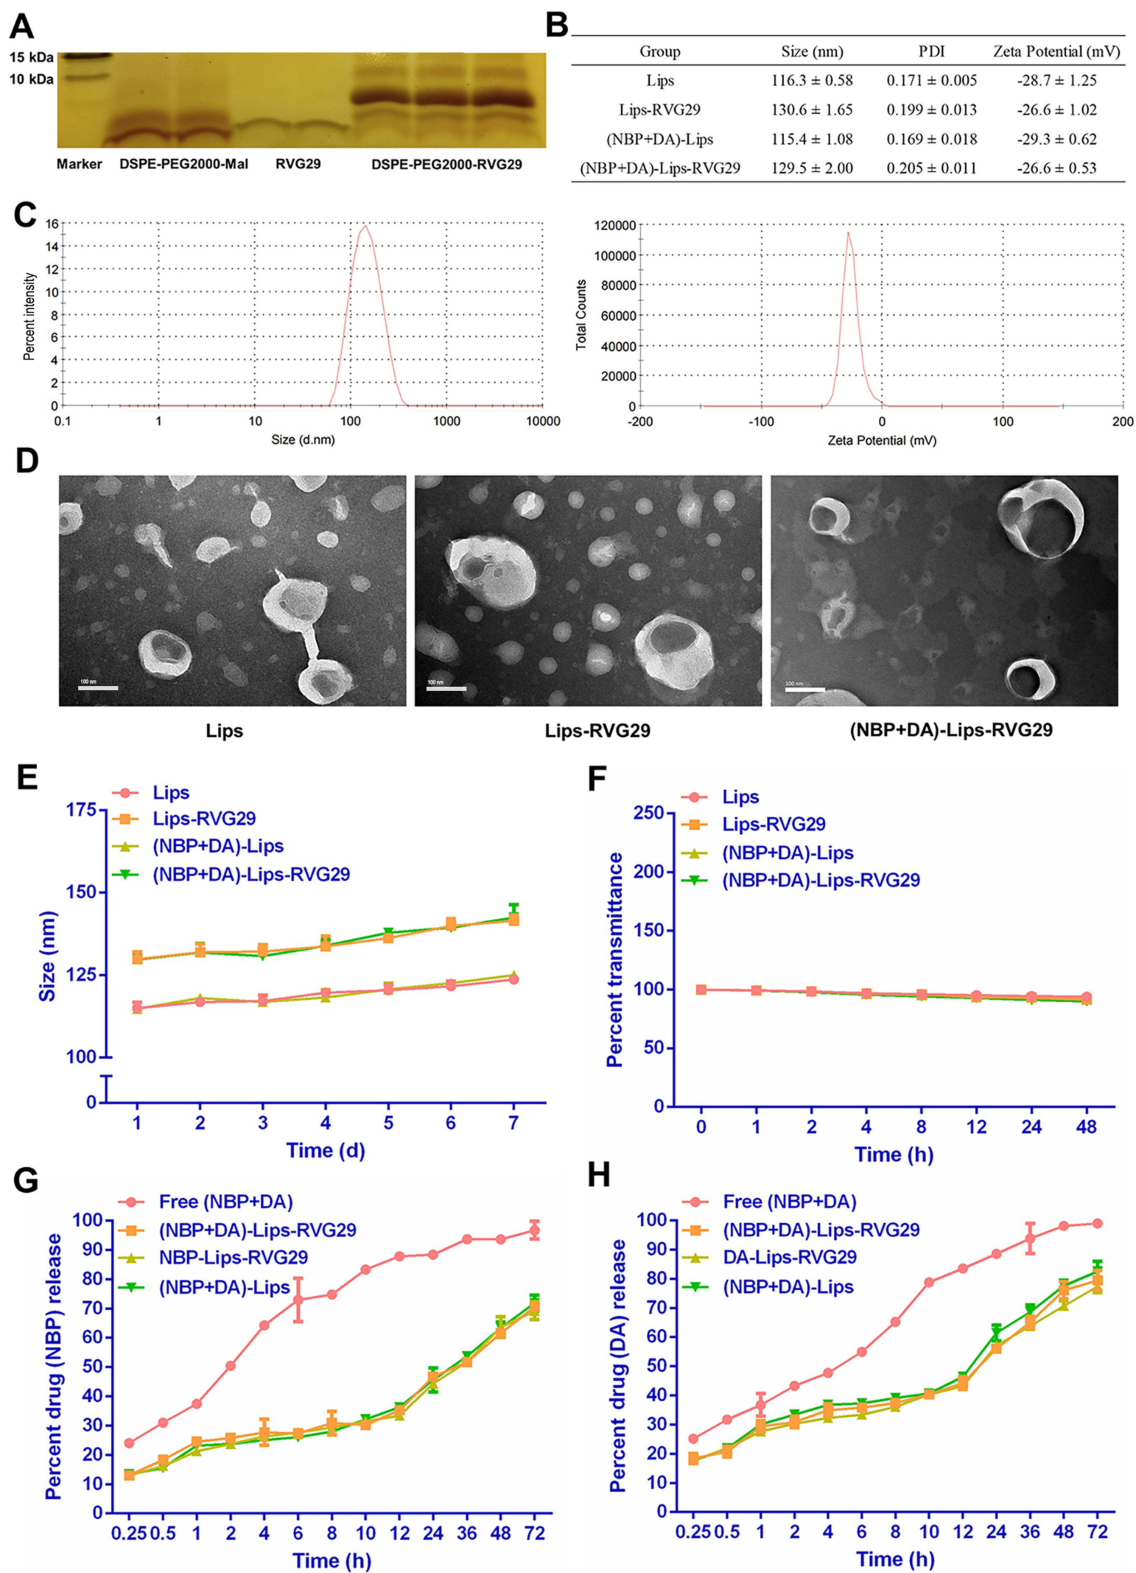 A
15 kDa
10 kDa
Marker DSPE-PEG2000-Mal RVG29 DSPE-PEG2000-RVG29
B
Group Size (nm) PDI Zeta Potential (mV)
Lips 116.3 ± 0.58 0.171 ± 0.005 -28.7 ± 1.25
Lips-RVG29 130.6 ± 1.65 0.199 ± 0.013 -26.6 ± 1.02
(NBP+DA)-Lips 115.4 ± 1.08 0.169 ± 0.018 -29.3 ± 0.62
(NBP+DA)-Lips-RVG29 129.5 ± 2.00 0.205 ± 0.011 -26.6 ± 0.53
C
Percent intensity
16
14
12
10
8
6
4
2
0
0.1 1 10 100 1000 10000
Size (d.nm)
Total Counts
120000
100000
80000
60000
40000
20000
0
-200 -100 0 100 200
Zeta Potential (mV)
D
100 nm
100 nm
100 nm
Lips Lips-RVG29 (NBP+DA)-Lips-RVG29
E
Lips
Lips-RVG29
(NBP+DA)-Lips
(NBP+DA)-Lips-RVG29
Size (nm)
175
150
125
100
0
1 2 3 4 5 6 7
Time (d)
F
Lips
Lips-RVG29
(NBP+DA)-Lips
(NBP+DA)-Lips-RVG29
Percent transmittance
250
200
150
100
50
0
0 1 2 4 8 12 24 48
Time (h)
G
Free (NBP+DA)
(NBP+DA)-Lips-RVG29
NBP-Lips-RVG29
(NBP+DA)-Lips
Percent drug (NBP) release
100
90
80
70
60
50
40
30
20
10
0
0.25 0.5 1 2 4 6 8 10 12 24 36 48 72
Time (h)
H
Free (NBP+DA)
(NBP+DA)-Lips-RVG29
DA-Lips-RVG29
(NBP+DA)-Lips
Percent drug (DA) release
100
90
80
70
60
50
40
30
20
10
0
0.25 0.5 1 2 4 6 8 10 12 24 36 48 72
Time (h)